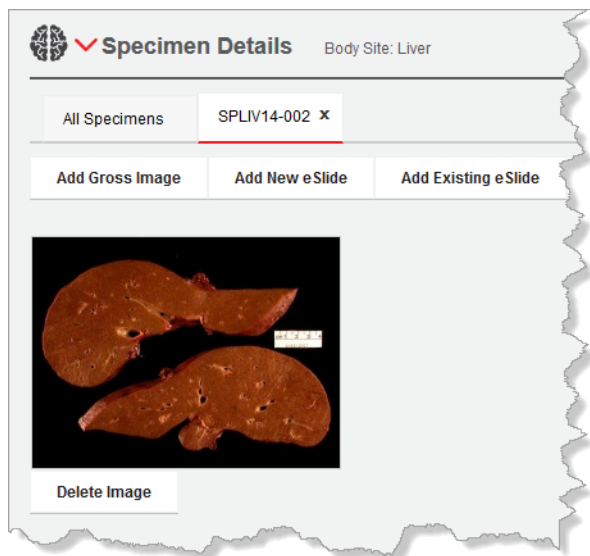 Specimen Details Body Site: Liver
All Specimens SPLIV14-002 x
Add Gross Image Add New eSlide Add Existing eSlide
Delete Image